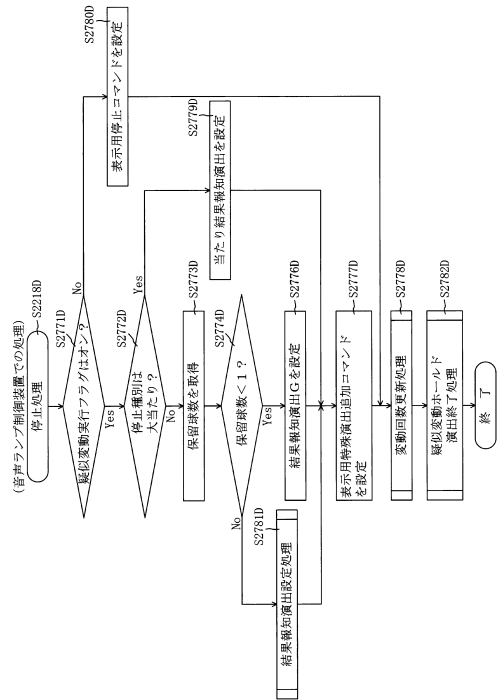 (音声ランプ制御装置での処理)
停止処理
S2218D
S2771D
疑似変動実行フラグはオン?
No
Yes
S2780D
表示用停止コマンドを設定
S2772D
停止種別は
大当たり?
Yes
No
S2779D
当たり結果報知演出を設定
S2773D
保留球数を取得
S2774D
保留球数<1?
No
Yes
S2781D
結果報知演出設定処理
S2776D
結果報知演出Gを設定
S2777D
表示用特殊演出追加コマンド
を設定
S2778D
変動回数更新処理
S2782D
疑似変動ホールド
演出終了処理
終 了